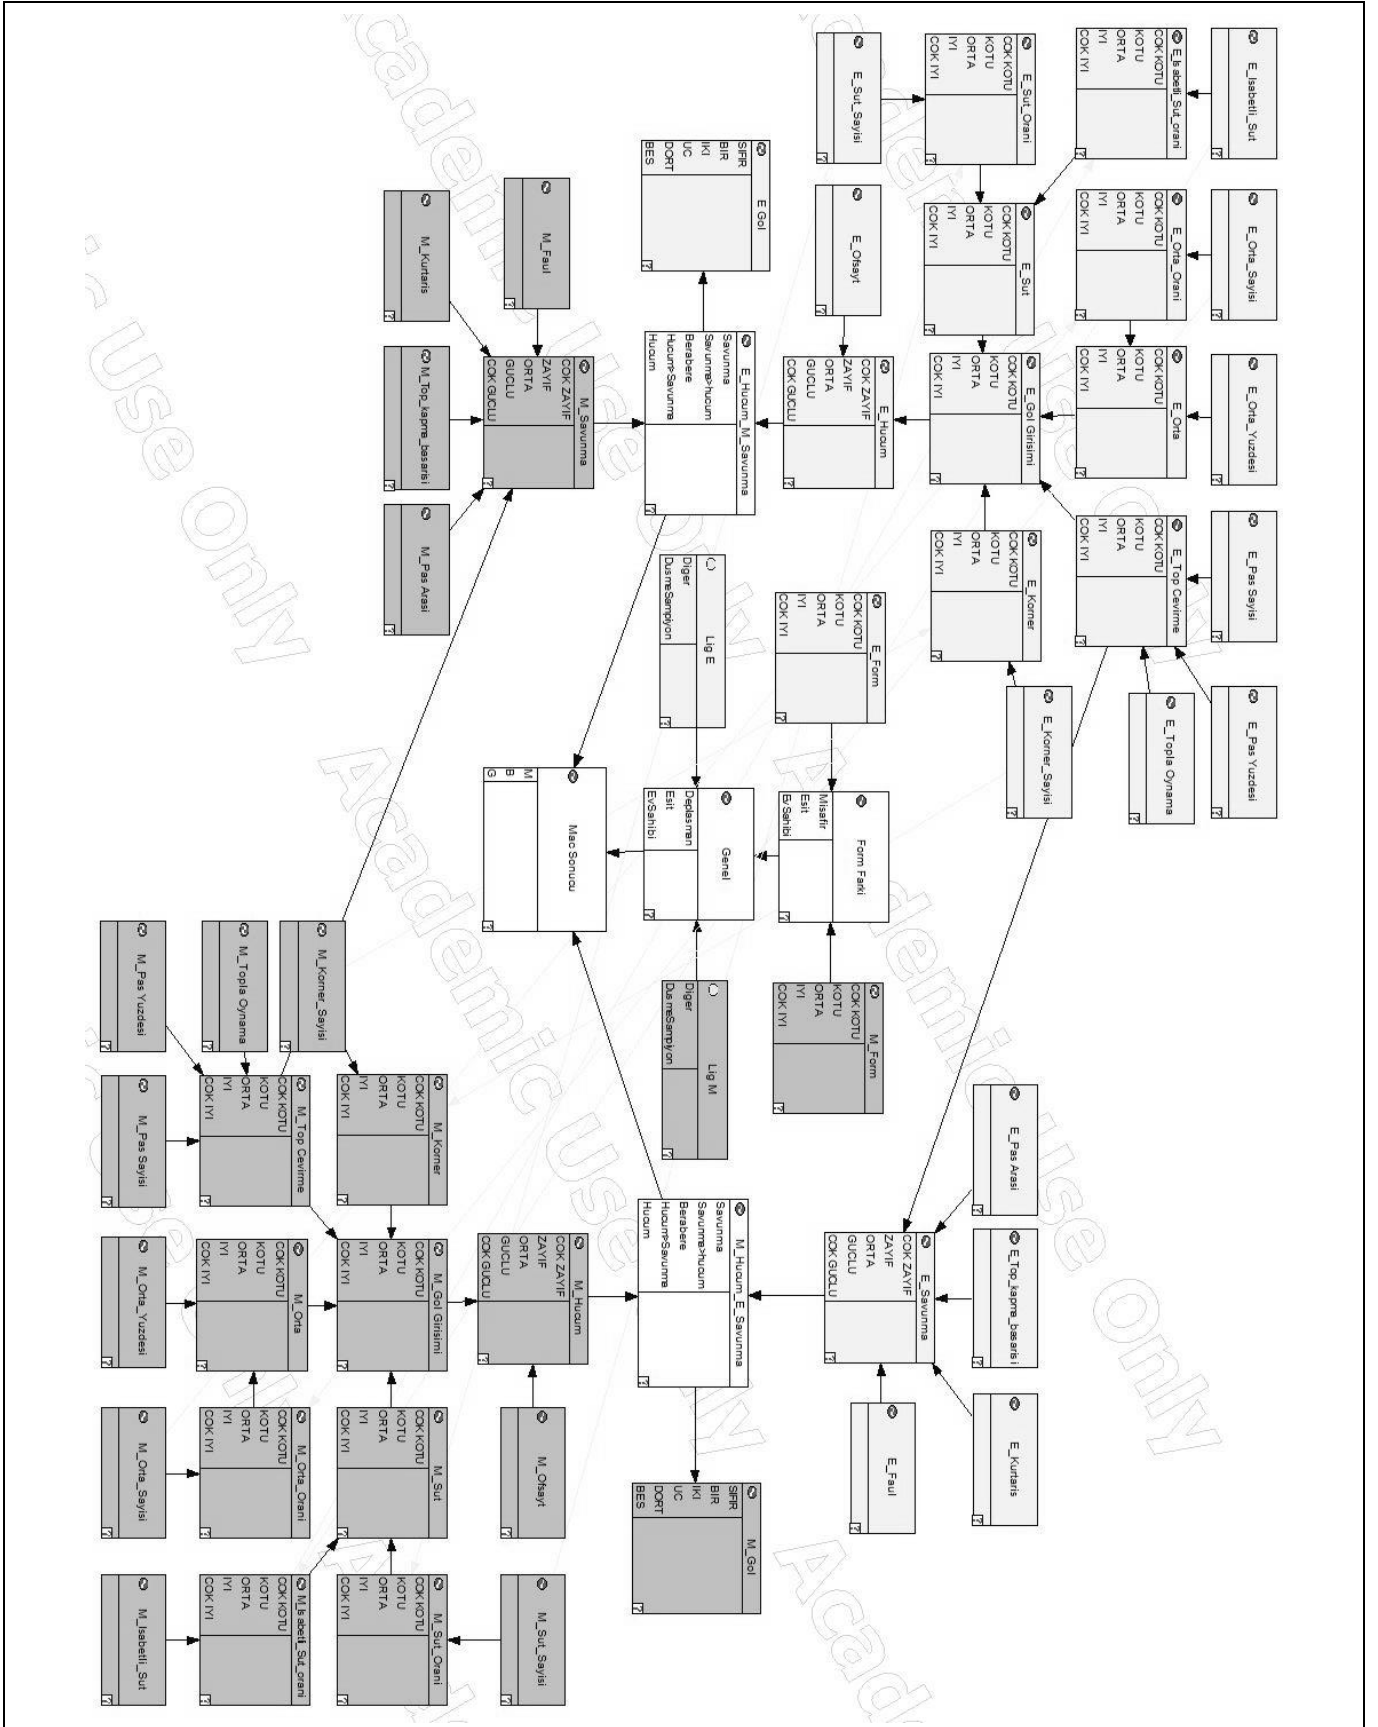 E_Isabetli_Sut
E_Orta_Sayisi
E_Orta_Yuzdesi
E_Pas Sayisi
E_Pas Yuzdesi
E_Isabetli_Sut_orani
COK KOTU
KOTU
ORTA
IYI
COK IYI
E_Orta_Orani
COK KOTU
KOTU
ORTA
IYI
COK IYI
E_Orta
COK KOTU
KOTU
ORTA
IYI
COK IYI
E_Top Cevirme
COK KOTU
KOTU
ORTA
IYI
COK IYI
E_Topla Oynama
E_Sut_Orani
COK KOTU
KOTU
ORTA
IYI
COK IYI
E_Sut
COK KOTU
KOTU
ORTA
IYI
COK IYI
E_Gol Girisimi
COK KOTU
KOTU
ORTA
IYI
COK IYI
E_Korner
COK KOTU
KOTU
ORTA
IYI
COK IYI
E_Korner_Sayisi
E_Pas Arasi
E_Top_kapma_basarisi
E_Kurtaris
E_Sut_Sayisi
E_Ofsayt
E_Hucum
COK ZAYIF
ZAYIF
ORTA
GUCLU
COK GUCLU
E_Form
COK KOTU
KOTU
ORTA
IYI
COK IYI
Form Farki
Misafir
Esit
EvSahibi
M_Form
COK KOTU
KOTU
ORTA
IYI
COK IYI
E_Savunma
COK ZAYIF
ZAYIF
ORTA
GUCLU
COK GUCLU
E_Faul
E Gol
SIFIR
BIR
IKI
UC
DORT
BES
E_Hucum_M_Savunma
Savunma
Savunma>hucum
Berabere
Hucum>Savunma
Hucum
Lig E
Diger
DusmeSampiyon
Genel
Deplasman
Esit
EvSahibi
Lig M
Diger
DusmeSampiyon
M_Hucum_E_Savunma
Savunma
Savunma>hucum
Berabere
Hucum>Savunma
Hucum
M_Gol
SIFIR
BIR
IKI
UC
DORT
BES
M_Faul
M_Savunma
COK ZAYIF
ZAYIF
ORTA
GUCLU
COK GUCLU
Mac Sonucu
M
B
G
M_Hucum
COK ZAYIF
ZAYIF
ORTA
GUCLU
COK GUCLU
M_Ofsayt
M_Sut_Sayisi
M_Kurtaris
M_Top_kapma_basarisi
M_Pas Arasi
M_Korner_Sayisi
M_Korner
COK KOTU
KOTU
ORTA
IYI
COK IYI
M_Gol Girisimi
COK KOTU
KOTU
ORTA
IYI
COK IYI
M_Sut
COK KOTU
KOTU
ORTA
IYI
COK IYI
M_Sut_Orani
COK KOTU
KOTU
ORTA
IYI
COK IYI
M_Topla Oynama
M_Top Cevirme
COK KOTU
KOTU
ORTA
IYI
COK IYI
M_Orta
COK KOTU
KOTU
ORTA
IYI
COK IYI
M_Orta_Orani
COK KOTU
KOTU
ORTA
IYI
COK IYI
M_Isabetli_Sut_orani
COK KOTU
KOTU
ORTA
IYI
COK IYI
M_Pas Yuzdesi
M_Pas Sayisi
M_Orta_Yuzdesi
M_Orta_Sayisi
M_Isabetli_Sut
Academic Use Only
Academic Use Only
Academic Use Only